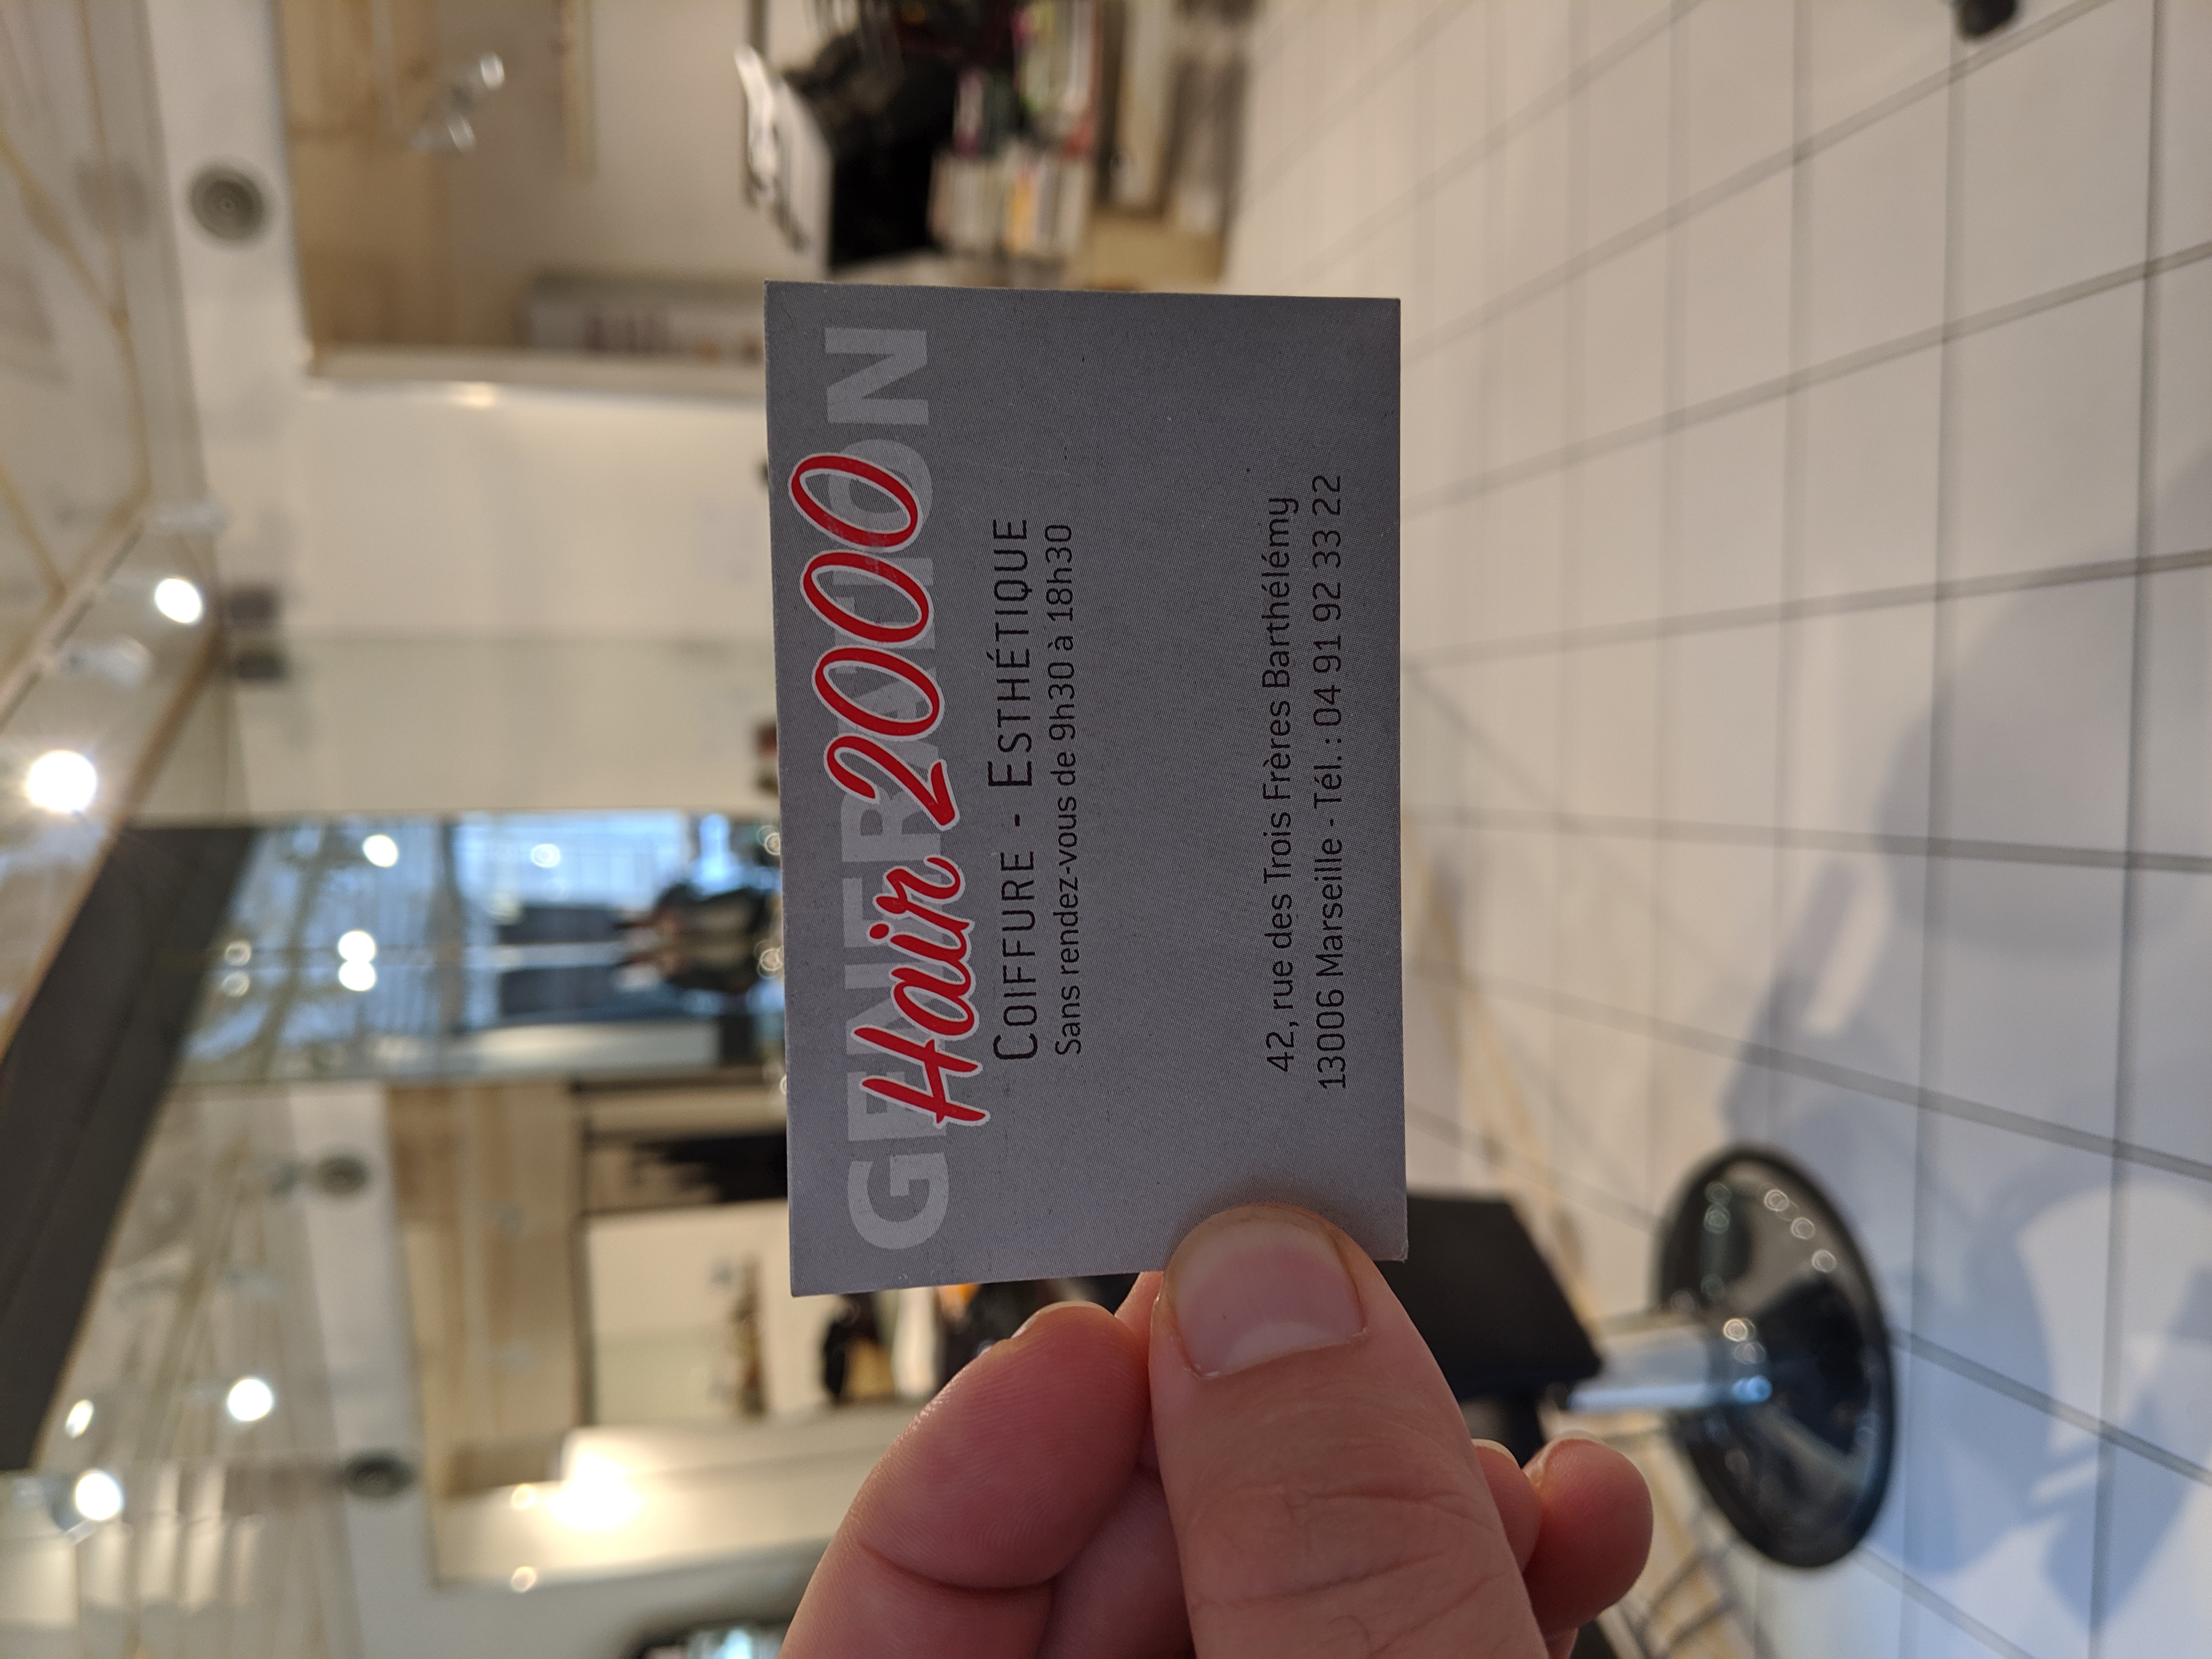 GENERATION
Hair 2000
COIFFURE - ESTHÉTIQUE
Sans rendez-vous de 9h30 à 18h30
42, rue des Trois Frères Barthélémy
13006 Marseille - Tél. : 04 91 92 33 22